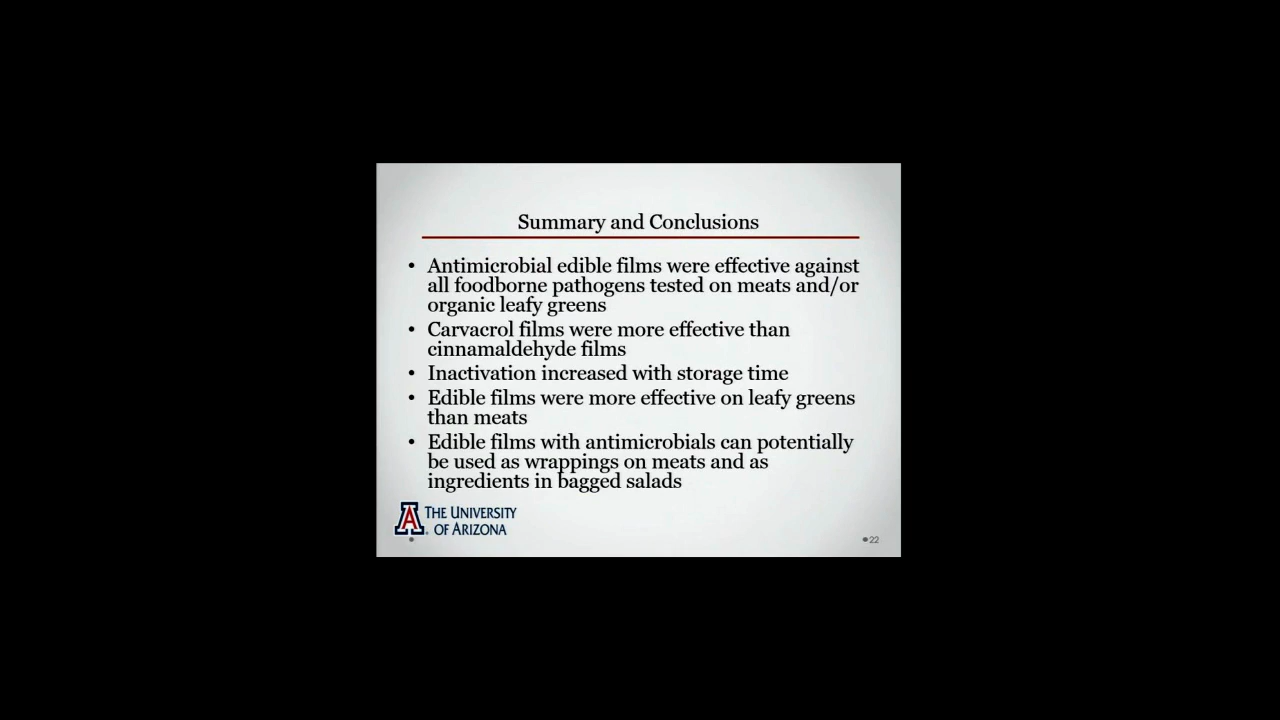 Summary and Conclusions
• Antimicrobial edible films were effective against
all foodborne pathogens tested on meats and/or
organic leafy greens
• Carvacrol films were more effective than
cinnamaldehyde films
• Inactivation increased with storage time
• Edible films were more effective on leafy greens
than meats
• Edible films with antimicrobials can potentially
be used as wrappings on meats and as
ingredients in bagged salads
A THE UNIVERSITY
OF ARIZONA
22